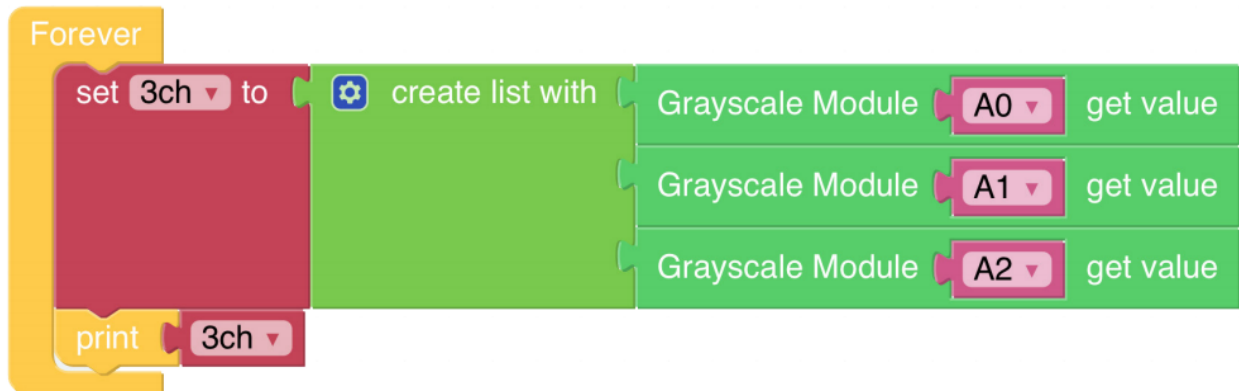 Forever
set 3ch to create list with Grayscale Module A0 get value
Grayscale Module A1 get value
Grayscale Module A2 get value
print 3ch